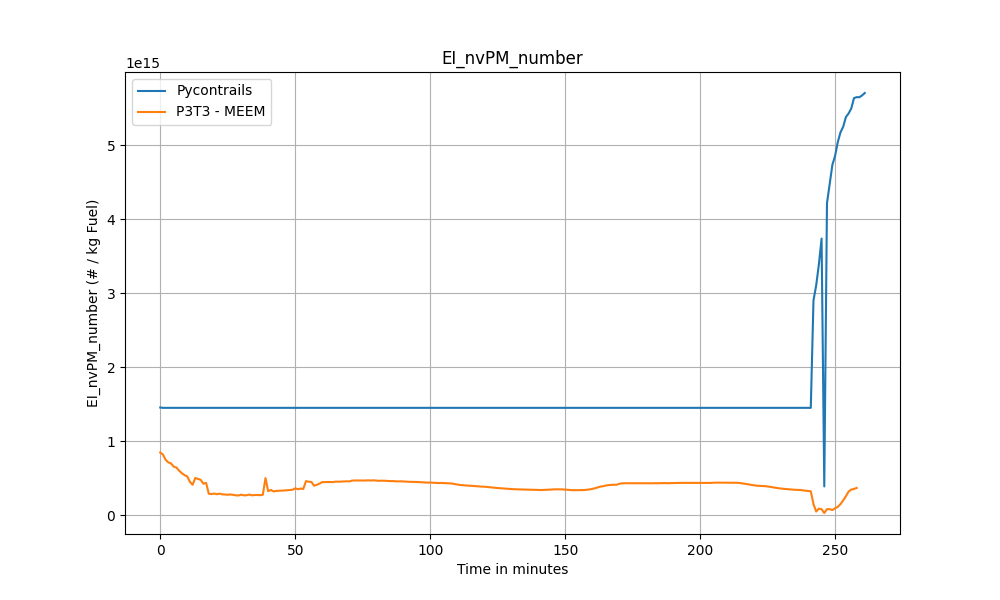 EI_nvPM_number
1e15
Pycontrails
P3T3 - MEEM
EI_nvPM_number (# / kg Fuel)
5
4
3
2
1
0
0 50 100 150 200 250
Time in minutes